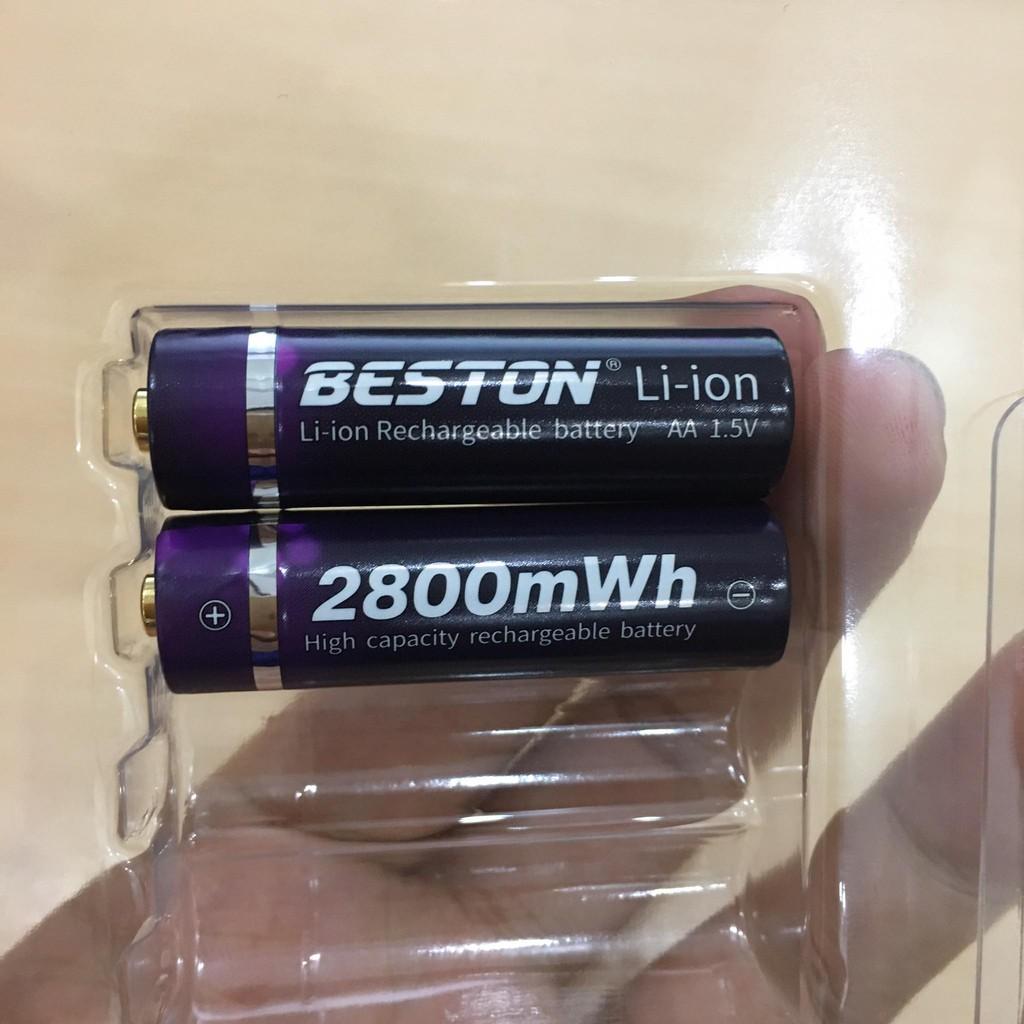 BESTON® Li-ion
Li-ion Rechargeable battery AA 1.5V
2800mWh
High capacity rechargeable battery